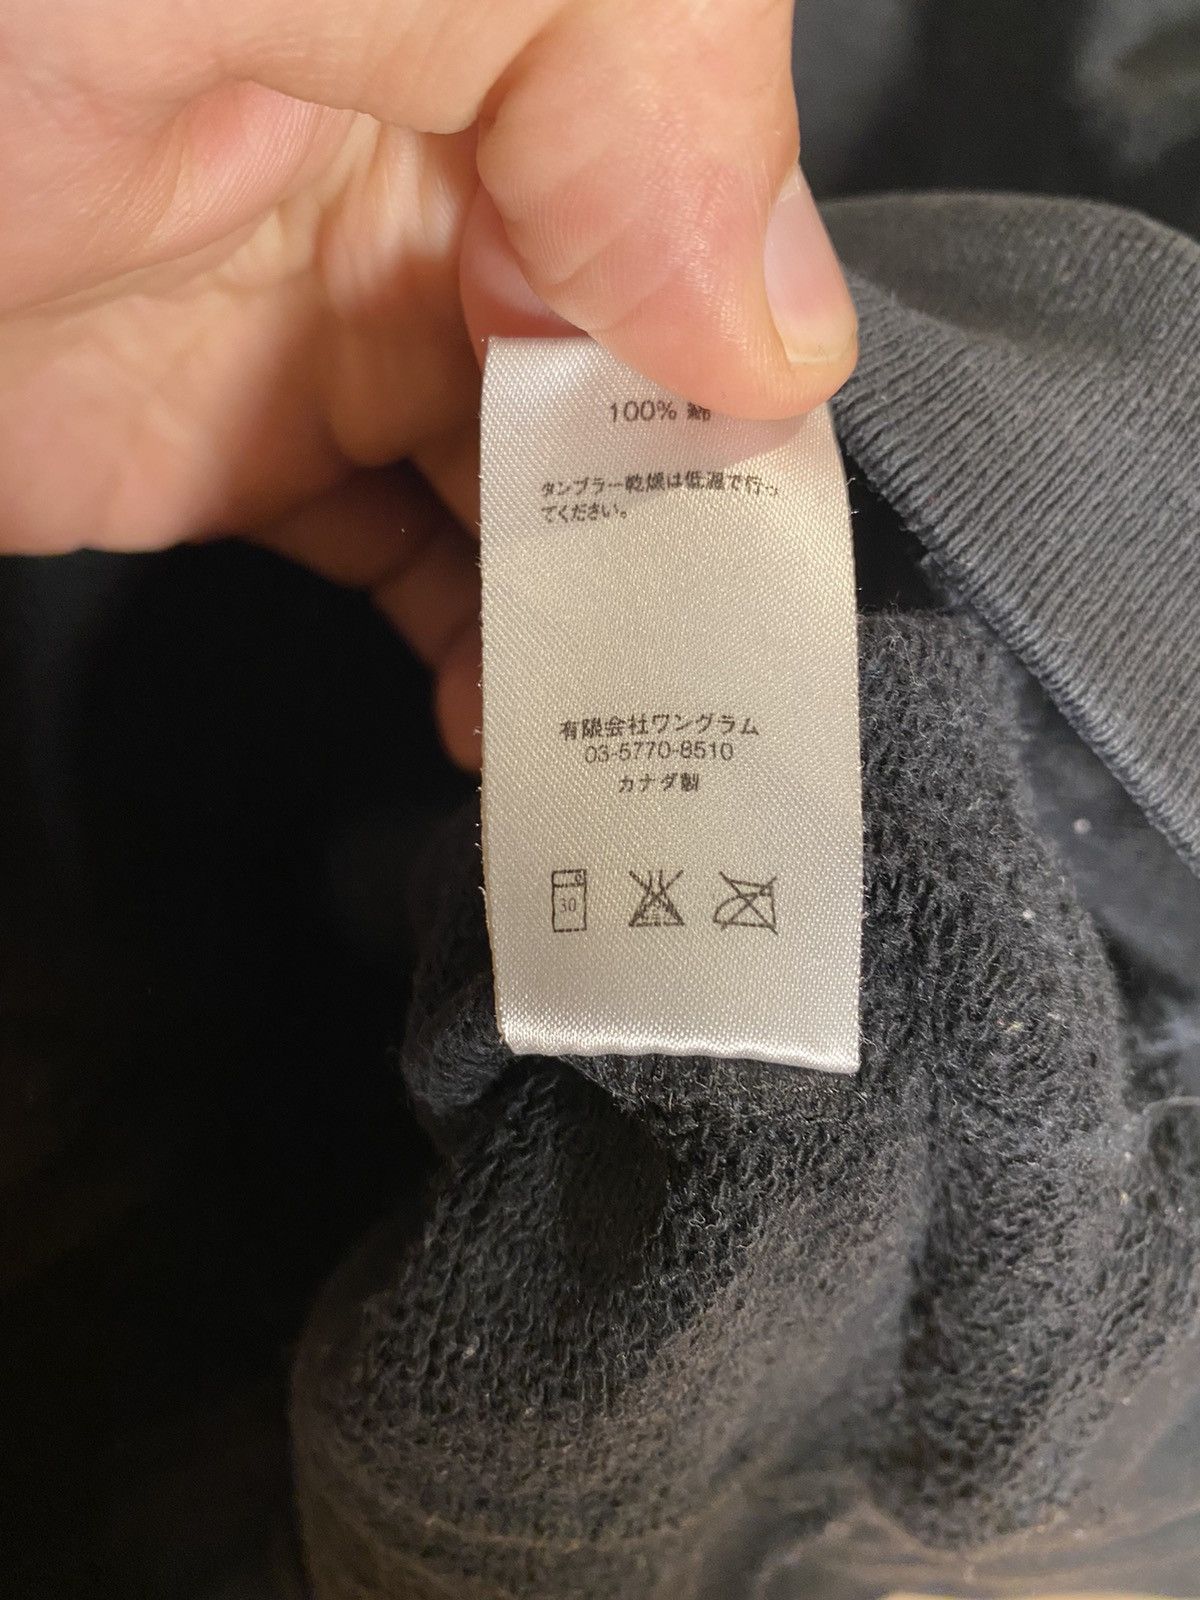 100% 綿
タンブラー乾燥は低温で行っ
てください。
有限会社ワングラム
03-5770-8510
カナダ製
30